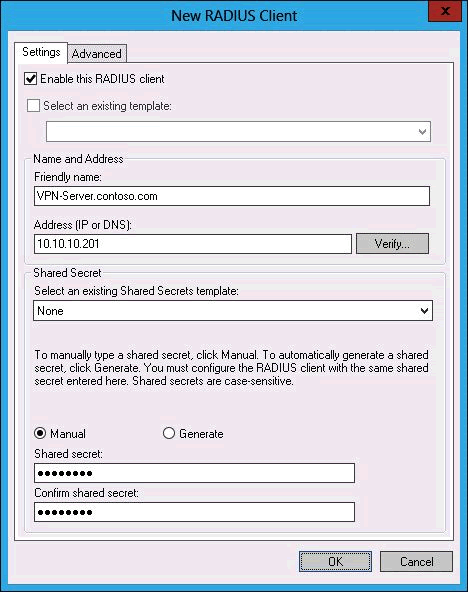 New RADIUS Client
x
Settings Advanced
Enable this RADIUS client
Select an existing template:
Name and Address
Friendly name:
VPN-Server.contoso.com
Address (IP or DNS):
10.10.10.201 Verify...
Shared Secret
Select an existing Shared Secrets template:
None
To manually type a shared secret, click Manual. To automatically generate a shared
secret, click Generate. You must configure the RADIUS client with the same shared
secret entered here. Shared secrets are case-sensitive.
Manual Generate
Shared secret:
●●●●●●●●
Confirm shared secret:
●●●●●●●●
OK Cancel